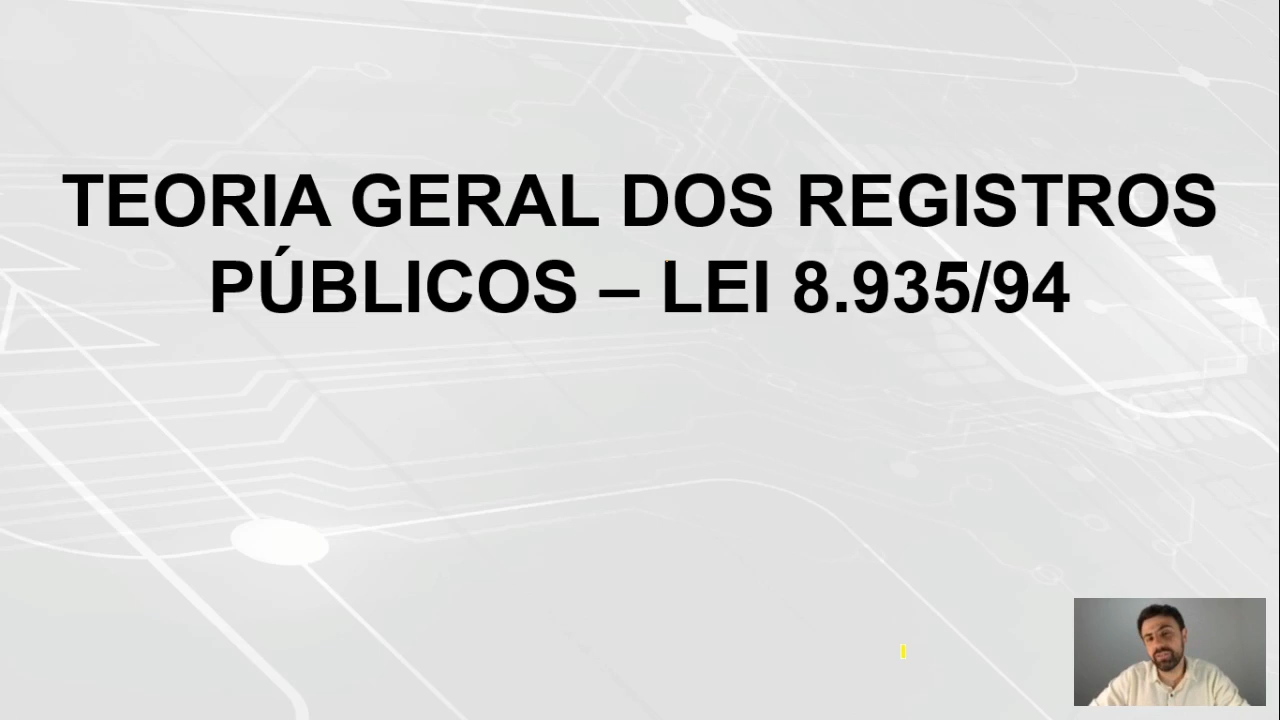 TEORIA GERAL DOS REGISTROS
PÚBLICOS – LEI 8.935/94